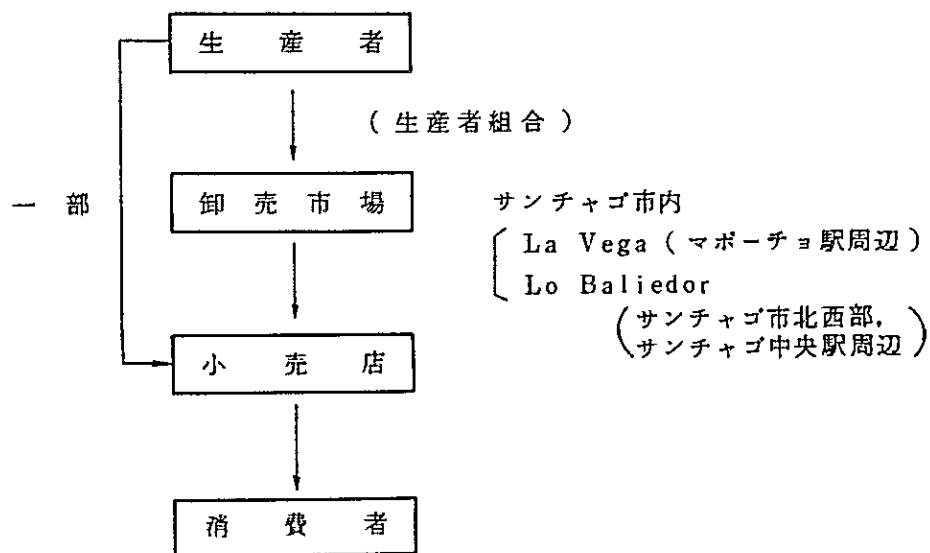 生産者
（生産者組合）
一部
卸売市場
サンチャゴ市内
La Vega（マポーチョ駅周辺）
Lo Baliedor
サンチャゴ市北西部，
サンチャゴ中央駅周辺
小売店
消費者